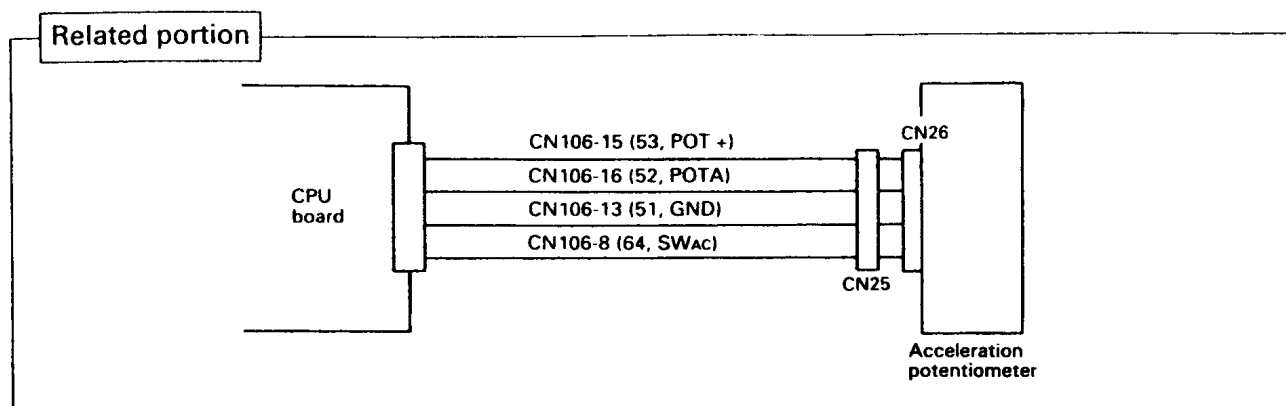 Related portion
CN26
CN106-15 (53, POT +)
CN106-16 (52, POTA)
CPU
board
CN106-13 (51, GND)
CN106-8 (64, SWAC)
CN25
Acceleration
potentiometer